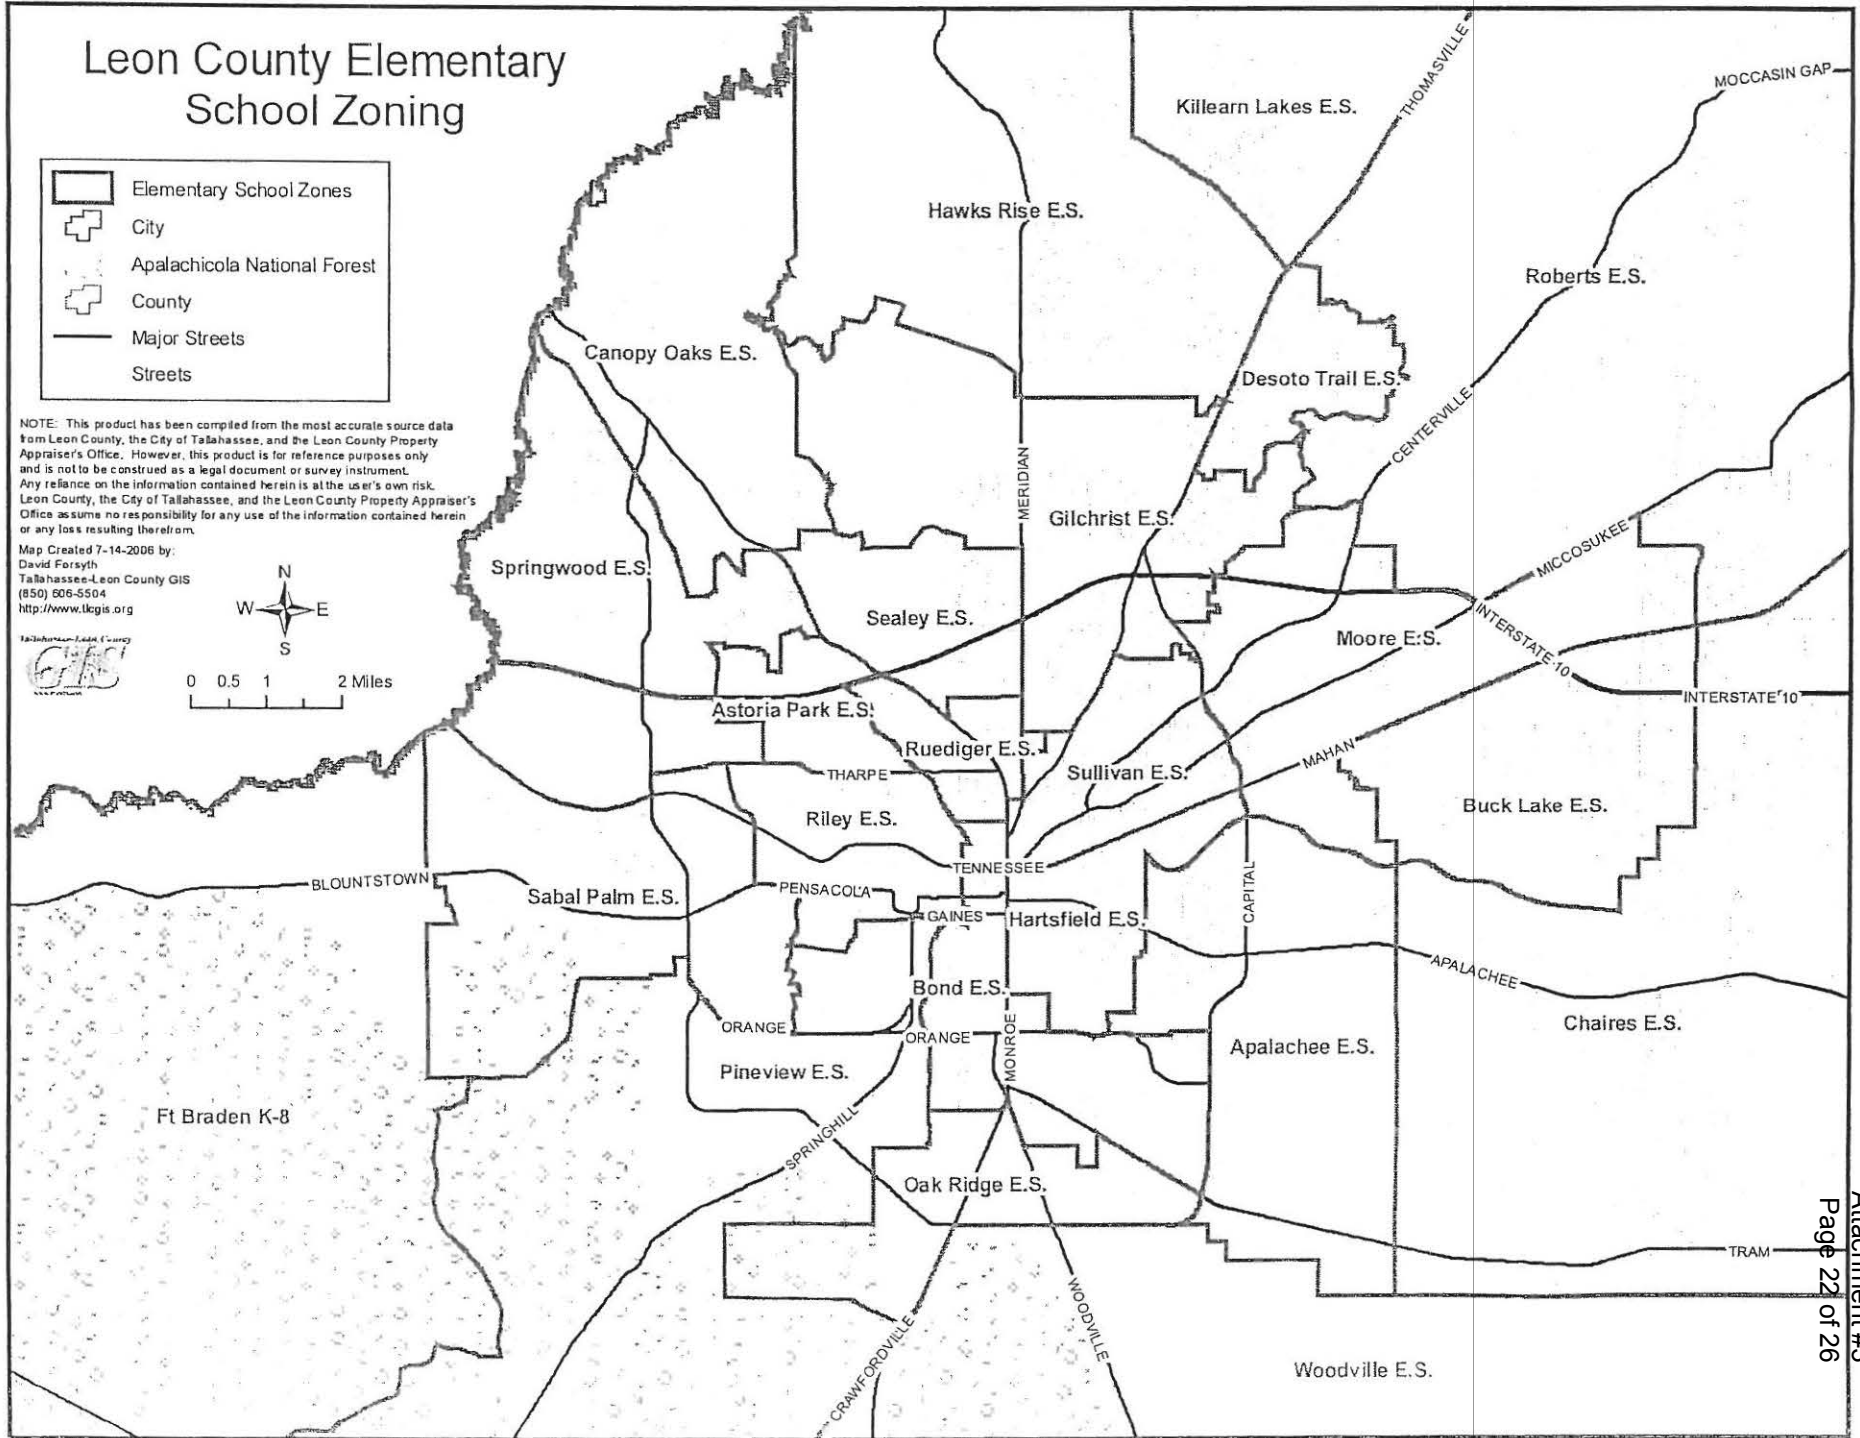 Leon County Elementary
School Zoning
Elementary School Zones
City
Apalachicola National Forest
County
Major Streets
Streets
NOTE: This product has been compiled from the most accurate source data
from Leon County, the City of Tallahassee, and the Leon County Property
Appraiser's Office. However, this product is for reference purposes only
and is not to be construed as a legal document or survey instrument.
Any reliance on the information contained herein is at the user's own risk.
Leon County, the City of Tallahassee, and the Leon County Property Appraiser's
Office assume no responsibility for any use of the information contained herein
or any loss resulting therefrom.
Map Created 7-14-2006 by:
David Forsyth
Tallahassee-Leon County GIS
(850) 606-5504
http://www.tlcgis.org
Tallahassee-Leon County
GIS
N
W
E
S
0 0.5 1 2 Miles
THOMASVILLE
MOCCASIN GAP
Killearn Lakes E.S.
Hawks Rise E.S.
Roberts E.S.
Canopy Oaks E.S.
Desoto Trail E.S.
CENTERVILLE
MERIDIAN
Gilchrist E.S.
MICCOSUKEE
Springwood E.S.
Sealey E.S.
Moore E.S.
INTERSTATE 10
INTERSTATE 10
Astoria Park E.S.
Ruediger E.S.
MAHAN
THARPE
Sullivan E.S.
Buck Lake E.S.
Riley E.S.
TENNESSEE
BLOUNTSTOWN
Sabal Palm E.S.
PENSACOLA
CAPITAL
GAINES
Hartsfield E.S.
APALACHEE
Bond E.S.
ORANGE
ORANGE
MONROE
Chaires E.S.
Apalachee E.S.
Pineview E.S.
Ft Braden K-8
SPRINGHILL
Oak Ridge E.S.
TRAM
WOODVILLE
CRAWFORDVILLE
Woodville E.S.
Attachment #3
Page 22 of 26